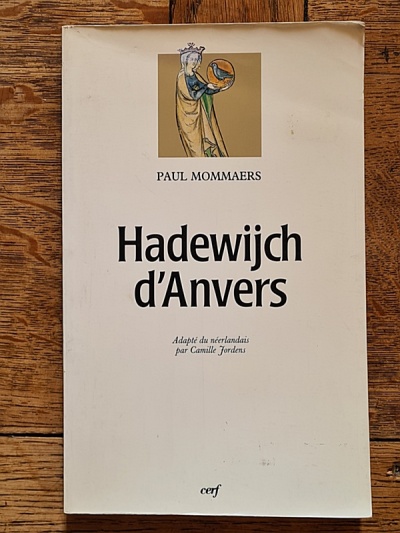 PAUL MOMMAERS
Hadewijch
d'Anvers
Adapté du néerlandais
par Camille Jordens
cerf